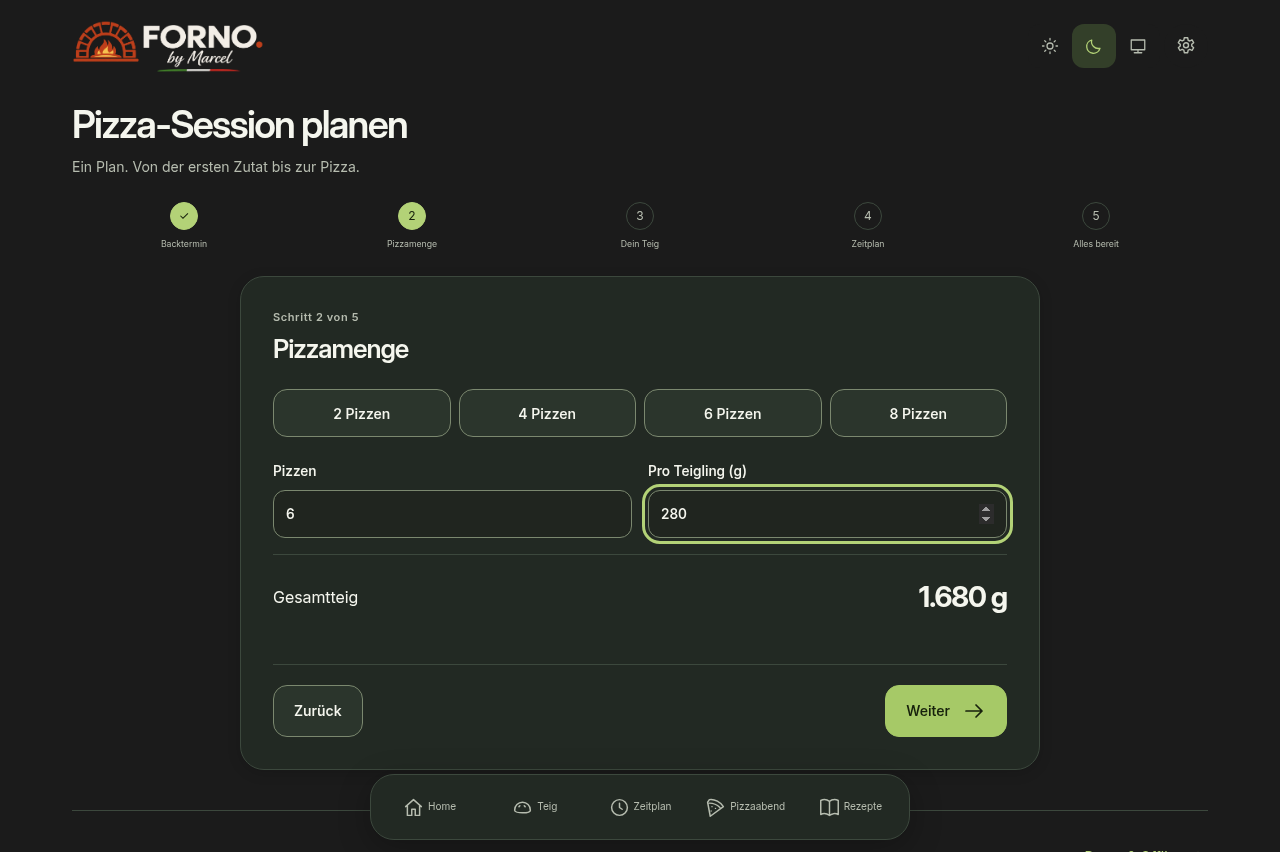 FORNO.
by Marcel
Pizza-Session planen
Ein Plan. Von der ersten Zutat bis zur Pizza.
2 3 4 5
Backtermin Pizzamenge Dein Teig Zeitplan Alles bereit
Schritt 2 von 5
Pizzamenge
2 Pizzen 4 Pizzen 6 Pizzen 8 Pizzen
Pizzen Pro Teigling (g)
6 280
Gesamtteig 1.680 g
Zurück Weiter
Home Teig Zeitplan Pizzaabend Rezepte